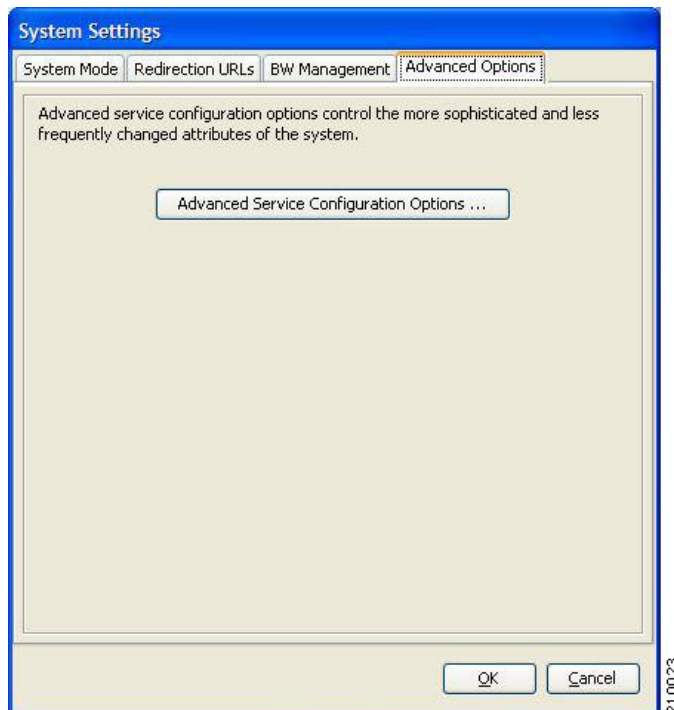 System Settings
System Mode Redirection URLs BW Management Advanced Options
Advanced service configuration options control the more sophisticated and less
frequently changed attributes of the system.
Advanced Service Configuration Options ...
OK Cancel
210023